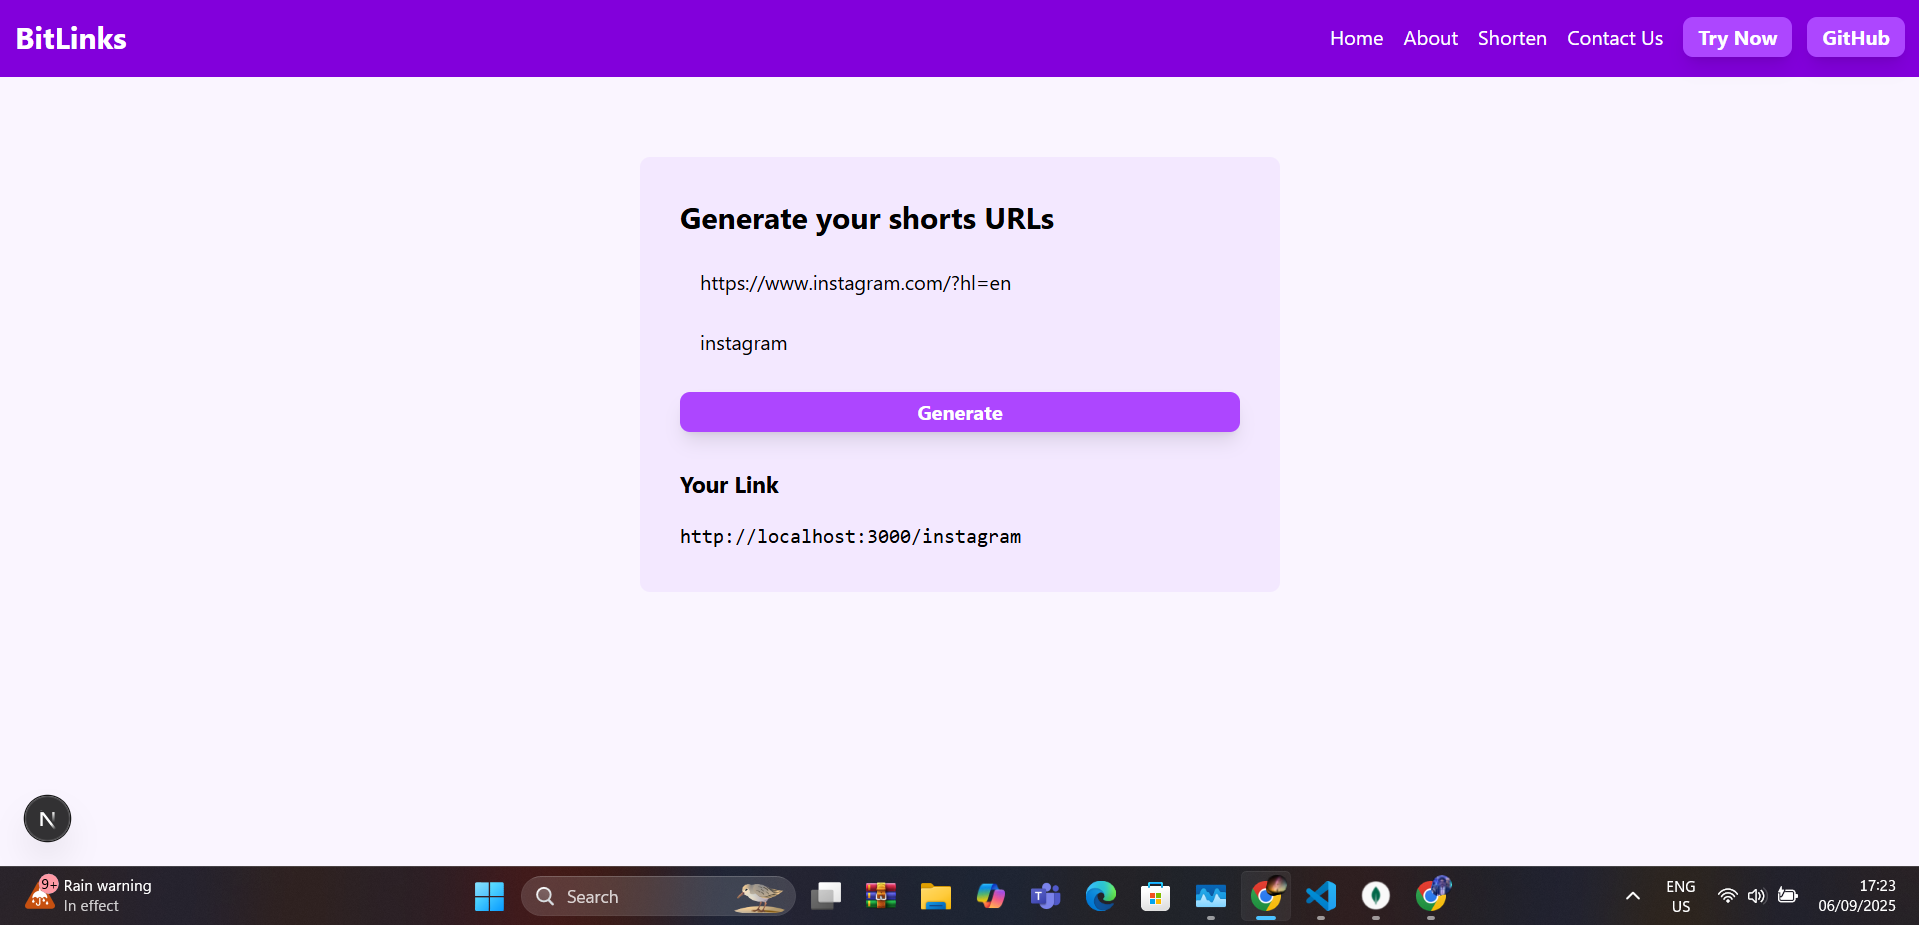 BitLinks
Home About Shorten Contact Us Try Now GitHub
Generate your shorts URLs
https://www.instagram.com/?hl=en
instagram
Generate
Your Link
http://localhost:3000/instagram
N
9+
Rain warning
In effect
Search
T
ENG
US
17:23
06/09/2025